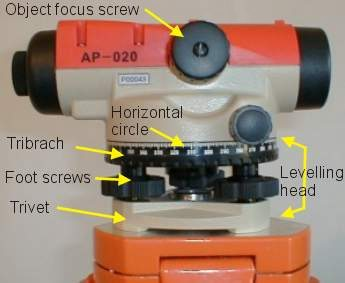 Object focus screw
AP-020
P00043
Horizontal
circle
Tribrach
Foot screws
Levelling
head
Trivet